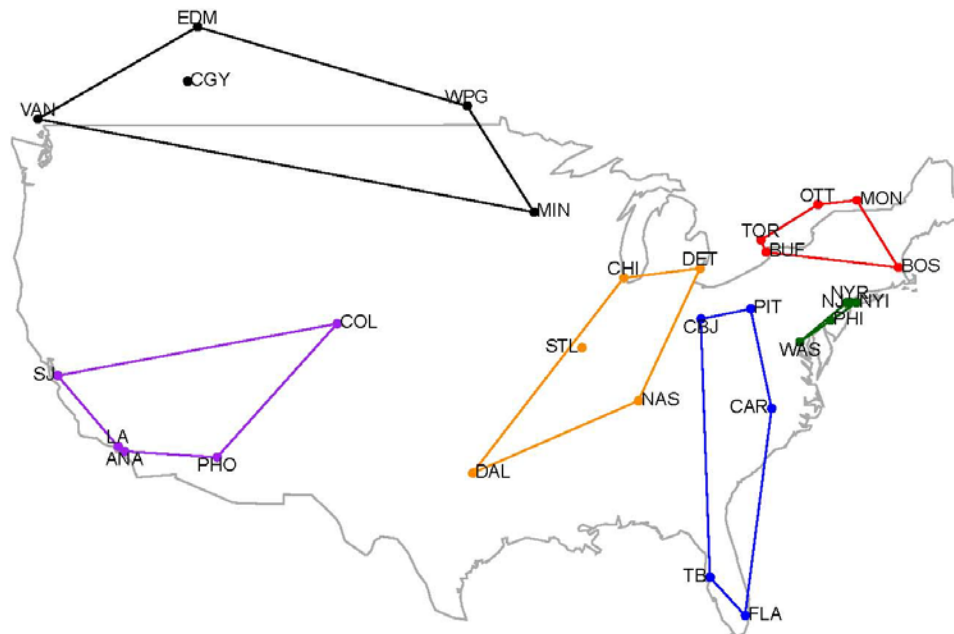 EDM
CGY
VAN
WPG
MIN
OTT
MON
TOR
BUF
BOS
DET
CHI
NYR
NJ
NYI
PHI
PIT
CBJ
WAS
COL
STL
SJ
NAS
CAR
LA
ANA
PHO
DAL
TB
FLA